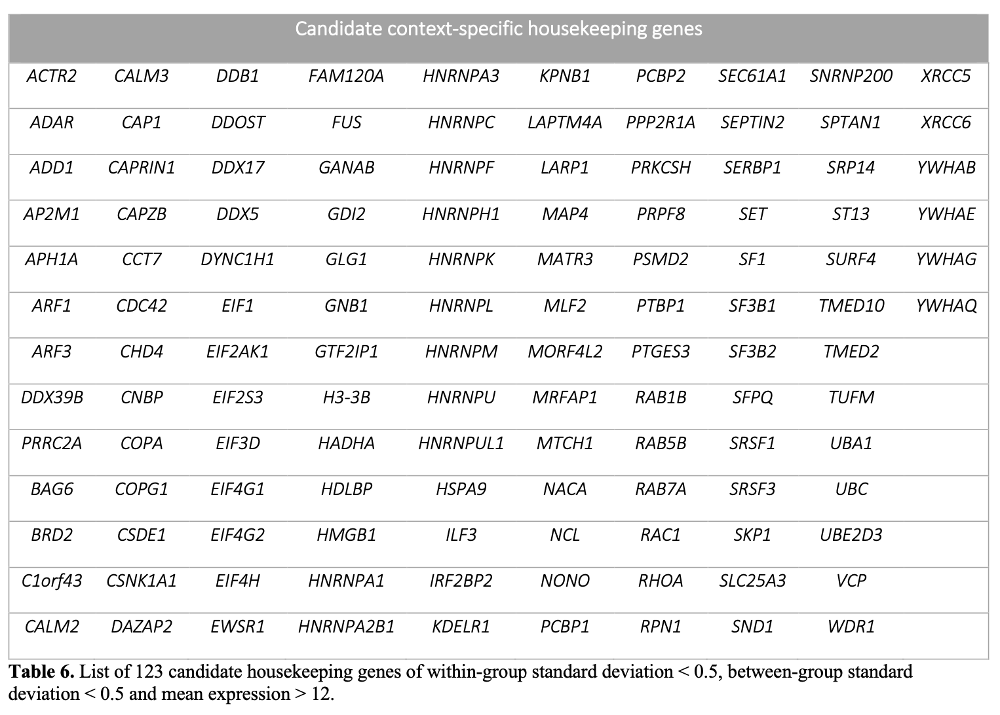 Candidate context-specific housekeeping genes
ACTR2 CALM3 DDB1 FAM120A HNRNPA3 KPNB1 PCBP2 SEC61A1 SNRNP200 XRCC5
ADAR CAP1 DDOST FUS HNRNPC LAPTM4A PPP2R1A SEPTIN2 SPTAN1 XRCC6
ADD1 CAPRIN1 DDX17 GANAB HNRNPF LARP1 PRKCSH SERBP1 SRP14 YWHAB
AP2M1 CAPZB DDX5 GDI2 HNRNPH1 MAP4 PRPF8 SET ST13 YWHAE
APH1A CCT7 DYNC1H1 GLG1 HNRNPK MATR3 PSMD2 SF1 SURF4 YWHAG
ARF1 CDC42 EIF1 GNB1 HNRNPL MLF2 PTBP1 SF3B1 TMED10 YWHAQ
ARF3 CHD4 EIF2AK1 GTF2IP1 HNRNPM MORF4L2 PTGES3 SF3B2 TMED2
DDX39B CNBP EIF2S3 H3-3B HNRNPU MRFAP1 RAB1B SFPQ TUFM
PRRC2A COPA EIF3D HADHA HNRNPUL1 MTCH1 RAB5B SRSF1 UBA1
BAG6 COPG1 EIF4G1 HDLBP HSPA9 NACA RAB7A SRSF3 UBC
BRD2 CSDE1 EIF4G2 HMGB1 ILF3 NCL RAC1 SKP1 UBE2D3
C1orf43 CSNK1A1 EIF4H HNRNPA1 IRF2BP2 NONO RHOA SLC25A3 VCP
CALM2 DAZAP2 EWSR1 HNRNPA2B1 KDELR1 PCBP1 RPN1 SND1 WDR1
Table 6. List of 123 candidate housekeeping genes of within-group standard deviation < 0.5, between-group standard
deviation < 0.5 and mean expression > 12.